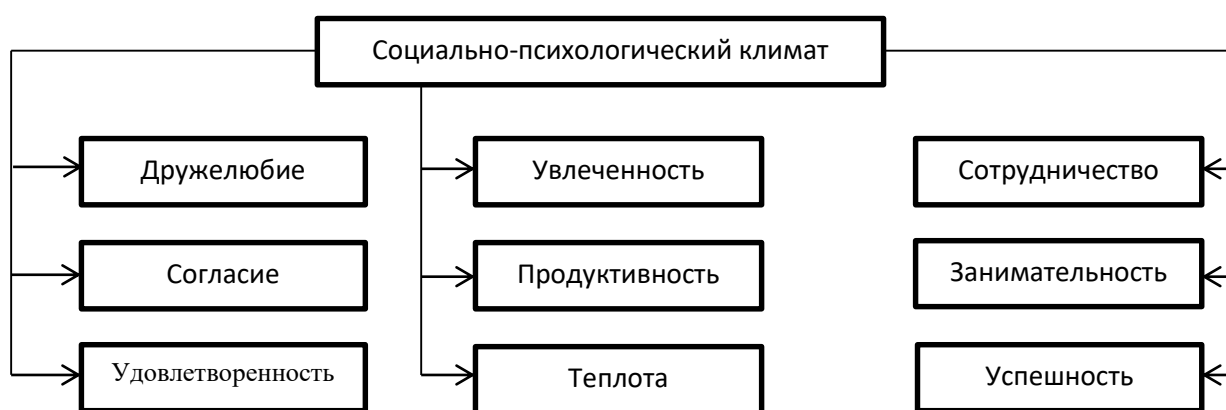 Социально-психологический климат
Дружелюбие
Увлеченность
Сотрудничество
Согласие
Продуктивность
Занимательность
Удовлетворенность
Теплота
Успешность